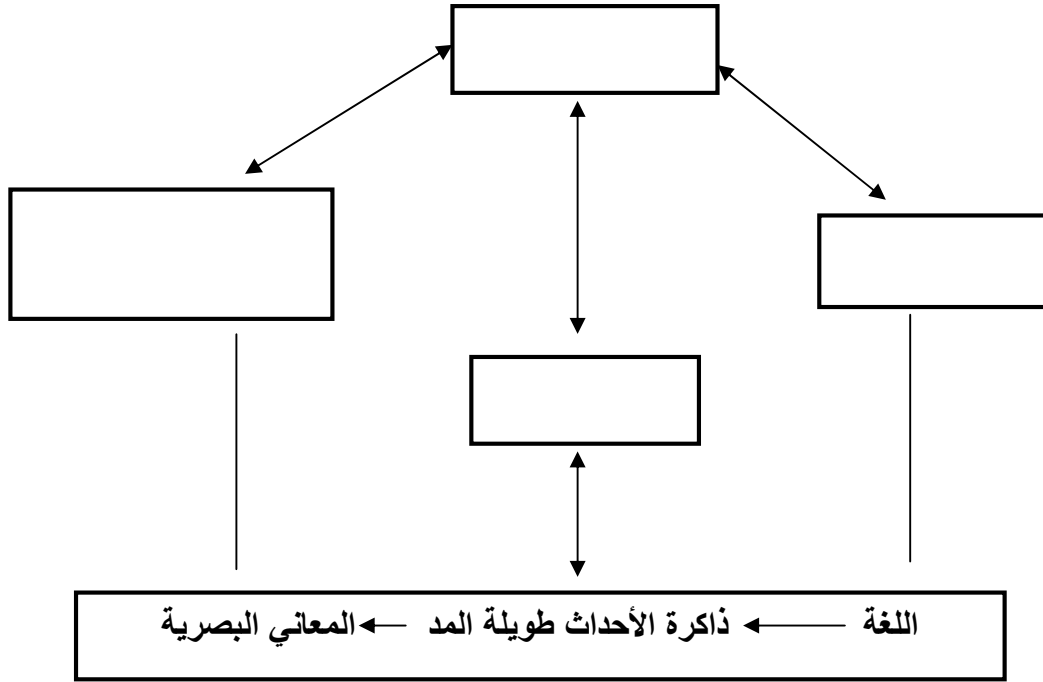 اللغة ← ذاكرة الأحداث طويلة المد ← المعاني البصرية